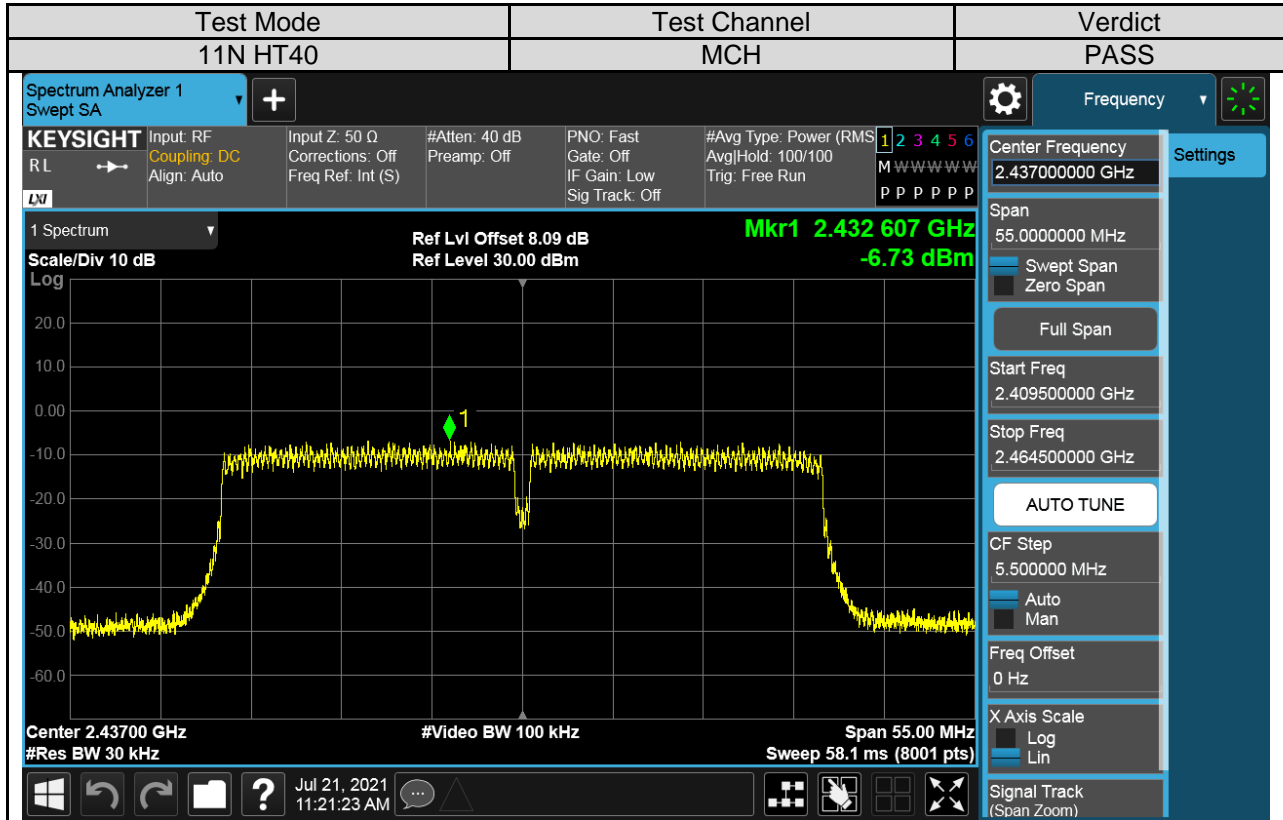 Test Mode Test Channel Verdict
11N HT40 MCH PASS
Spectrum Analyzer 1
Swept SA
+
Frequency
KEYSIGHT
RL
LXI
Input: RF
Coupling: DC
Align: Auto
Input Z: 50 Ω
Corrections: Off
Freq Ref: Int (S)
#Atten: 40 dB
Preamp: Off
PNO: Fast
Gate: Off
IF Gain: Low
Sig Track: Off
#Avg Type: Power (RMS
Avg|Hold: 100/100
Trig: Free Run
1 2 3 4 5 6
M W W W W W
P P P P P P
1 Spectrum
Scale/Div 10 dB
Ref Lvl Offset 8.09 dB
Ref Level 30.00 dBm
Mkr1 2.432 607 GHz
-6.73 dBm
Log
20.0
10.0
0.00
-10.0
-20.0
-30.0
-40.0
-50.0
-60.0
1
Center 2.43700 GHz
#Res BW 30 kHz
#Video BW 100 kHz
Span 55.00 MHz
Sweep 58.1 ms (8001 pts)
Center Frequency
2.437000000 GHz
Span
55.0000000 MHz
Swept Span
Zero Span
Full Span
Start Freq
2.409500000 GHz
Stop Freq
2.464500000 GHz
AUTO TUNE
CF Step
5.500000 MHz
Auto
Man
Freq Offset
0 Hz
X Axis Scale
Log
Lin
Signal Track
(Span Zoom)
Settings
?
Jul 21, 2021
11:21:23 AM